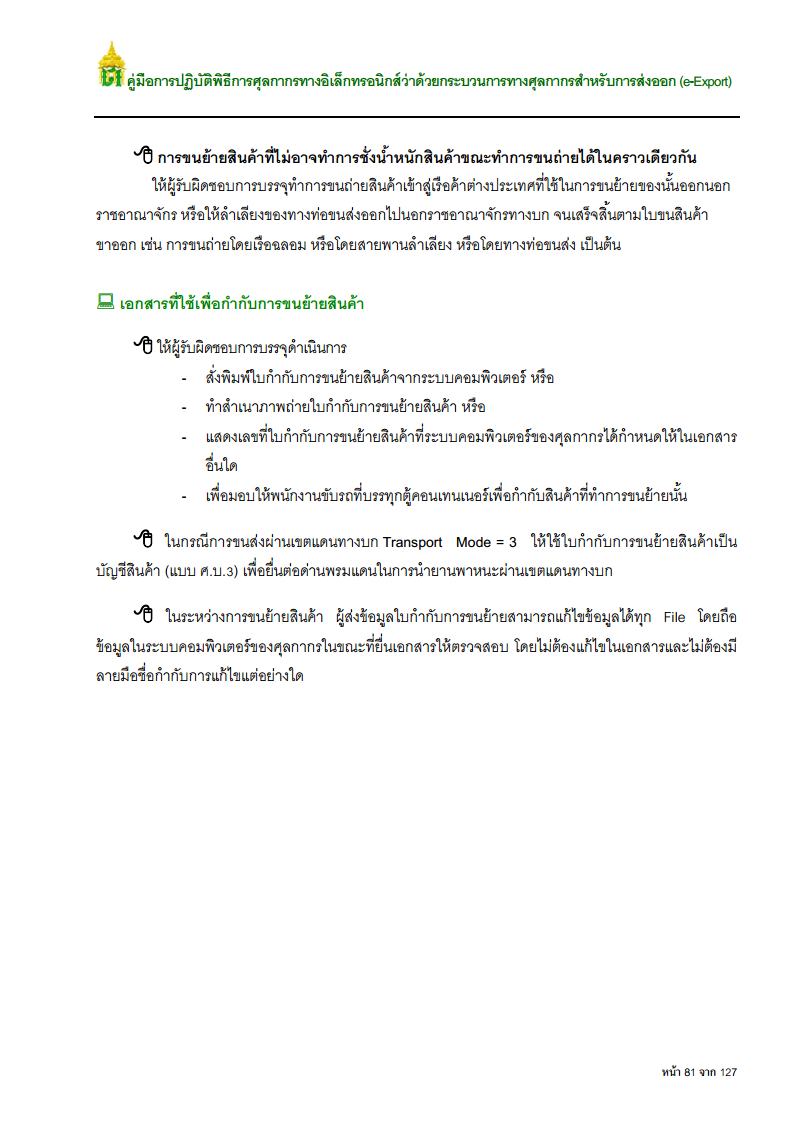 คู่มือการปฏิบัติพิธีการศุลกากรทางอิเล็กทรอนิกส์ว่าด้วยกระบวนการทางศุลกากรสำหรับการส่งออก (e-Export)
การขนย้ายสินค้าที่ไม่อาจทำการชั่งน้ำหนักสินค้าขณะทำการขนถ่ายได้ในคราวเดียวกัน
ให้ผู้รับผิดชอบการบรรจุทำการขนถ่ายสินค้าเข้าสู่เรือค้าต่างประเทศที่ใช้ในการขนย้ายของนั้นออกนอก
ราชอาณาจักร หรือให้ลำเลียงของทางท่อขนส่งออกไปนอกราชอาณาจักรทางบก จนเสร็จสิ้นตามใบขนสินค้า
ขาออก เช่น การขนถ่ายโดยเรือฉลอม หรือโดยสายพานลำเลียง หรือโดยทางท่อขนส่ง เป็นต้น
เอกสารที่ใช้เพื่อกำกับการขนย้ายสินค้า
ให้ผู้รับผิดชอบการบรรจุดำเนินการ
- สั่งพิมพ์ใบกำกับการขนย้ายสินค้าจากระบบคอมพิวเตอร์ หรือ
- ทำสำเนาภาพถ่ายใบกำกับการขนย้ายสินค้า หรือ
- แสดงเลขที่ใบกำกับการขนย้ายสินค้าที่ระบบคอมพิวเตอร์ของศุลกากรได้กำหนดให้ในเอกสาร
อื่นใด
- เพื่อมอบให้พนักงานขับรถที่บรรทุกตู้คอนเทนเนอร์เพื่อกำกับสินค้าที่ทำการขนย้ายนั้น
ในกรณีการขนส่งผ่านเขตแดนทางบก Transport Mode = 3 ให้ใช้ใบกำกับการขนย้ายสินค้าเป็น
บัญชีสินค้า (แบบ ศ.บ.3) เพื่อยื่นต่อด่านพรมแดนในการนำยานพาหนะผ่านเขตแดนทางบก
ในระหว่างการขนย้ายสินค้า ผู้ส่งข้อมูลใบกำกับการขนย้ายสามารถแก้ไขข้อมูลได้ทุก File โดยถือ
ข้อมูลในระบบคอมพิวเตอร์ของศุลกากรในขณะที่ยื่นเอกสารให้ตรวจสอบ โดยไม่ต้องแก้ไขในเอกสารและไม่ต้องมี
ลายมือชื่อกำกับการแก้ไขแต่อย่างใด
หน้า 81 จาก 127